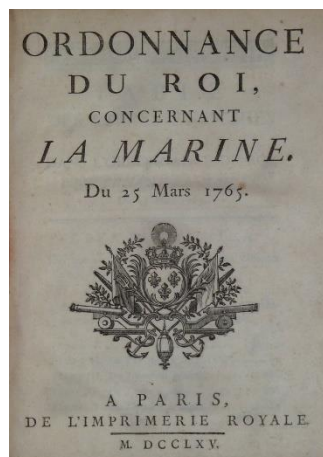 ORDONNANCE
DU ROI,
CONCERNANT
LA MARINE.
Du 25 Mars 1765.
A PARIS,
DE L'IMPRIMERIE ROYALE.
M. DCCLXV.